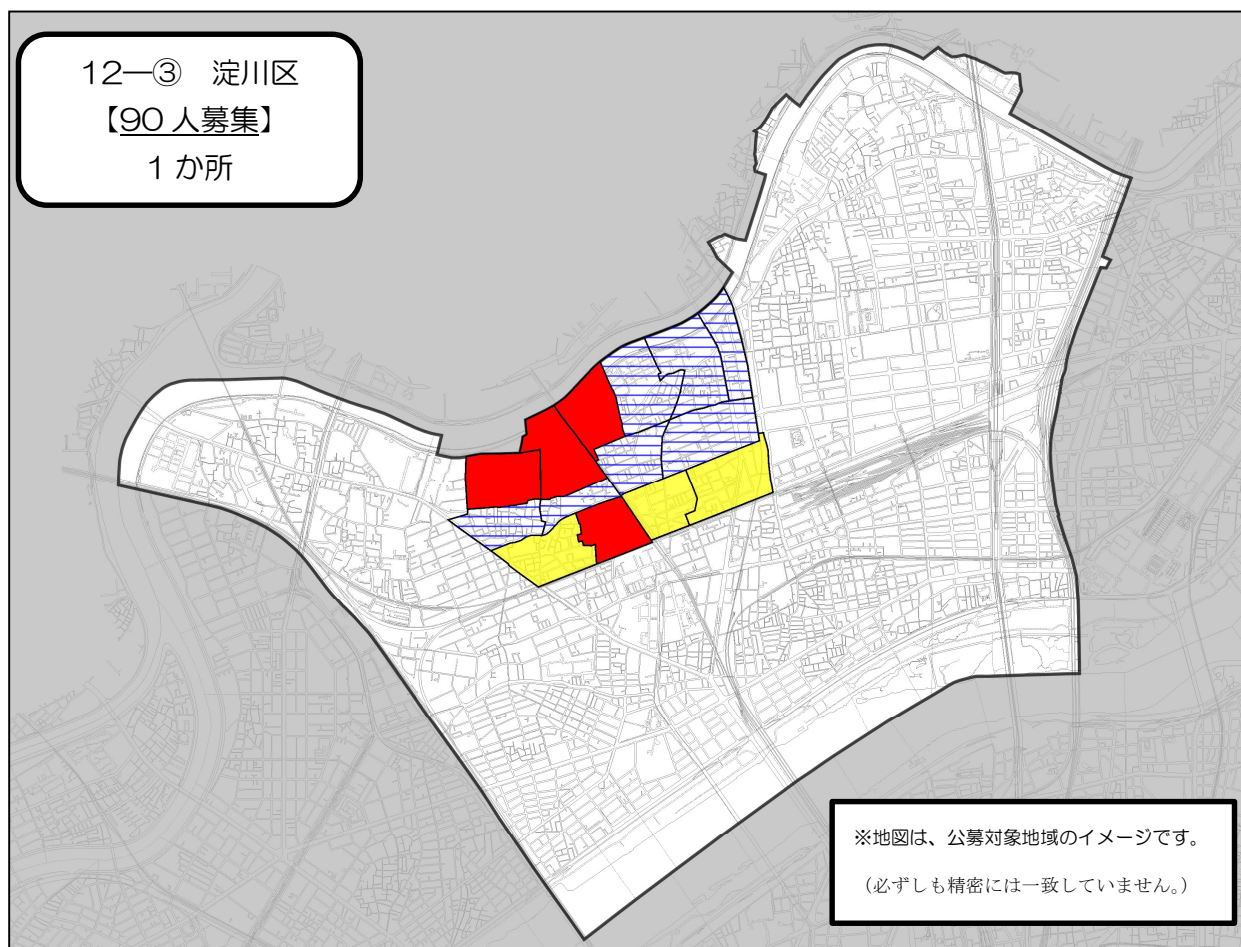 12―③　淀川区
【90 人募集】
1 か所
※地図は、公募対象地域のイメージです。
（必ずしも精密には一致していません。）